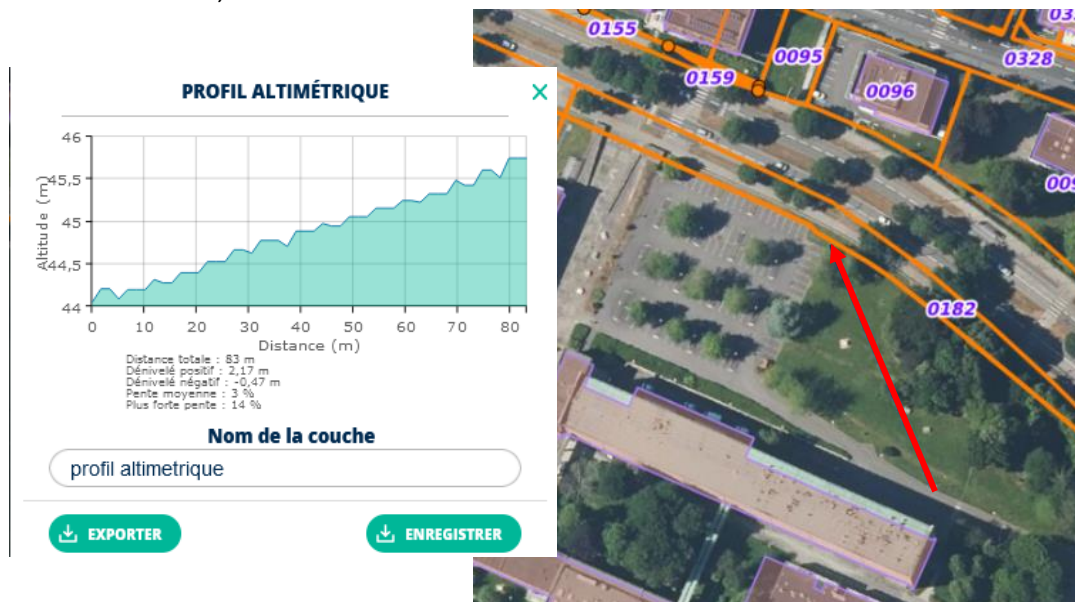 PROFIL ALTIMÉTRIQUE
×
46
45,5
45
44,5
44
Altitude (m)
0 10 20 30 40 50 60 70 80
Distance (m)
Distance totale : 83 m
Dénivelé positif : 2,17 m
Dénivelé négatif : -0,47 m
Pente moyenne : 3 %
Plus forte pente : 14 %
Nom de la couche
profil altimetrique
EXPORTER
ENREGISTRER
0155
0095
0328
0159
0096
0182